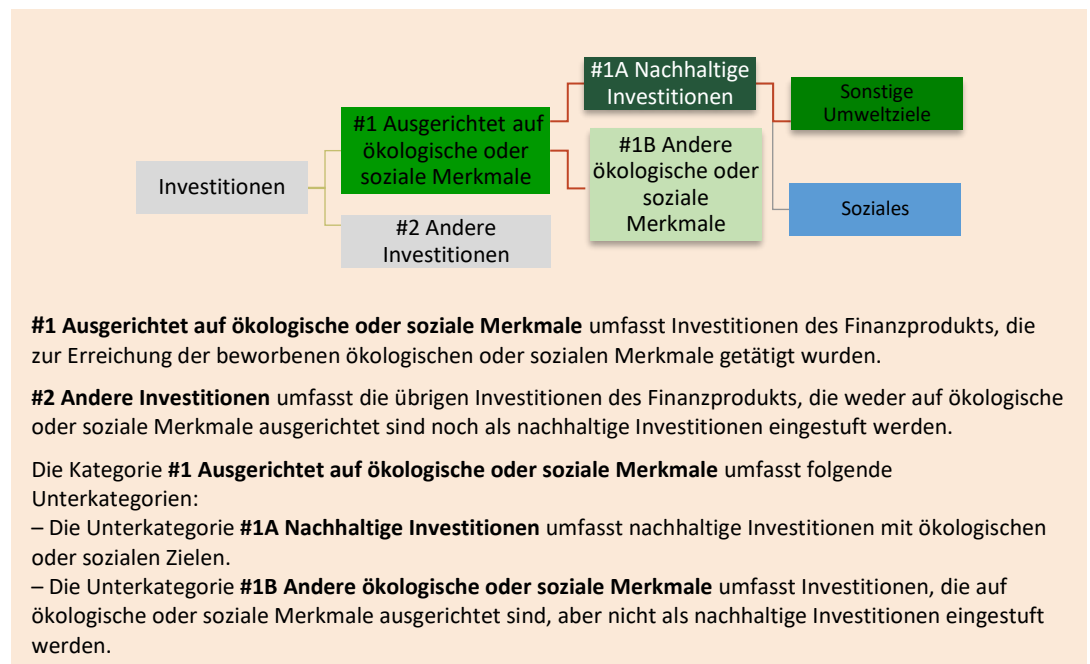 #1A Nachhaltige
Investitionen
Sonstige
Umweltziele
#1 Ausgerichtet auf
ökologische oder
soziale Merkmale
#1B Andere
ökologische oder
soziale
Merkmale
Investitionen
Soziales
#2 Andere
Investitionen
#1 Ausgerichtet auf ökologische oder soziale Merkmale umfasst Investitionen des Finanzprodukts, die
zur Erreichung der beworbenen ökologischen oder sozialen Merkmale getätigt wurden.
#2 Andere Investitionen umfasst die übrigen Investitionen des Finanzprodukts, die weder auf ökologische
oder soziale Merkmale ausgerichtet sind noch als nachhaltige Investitionen eingestuft werden.
Die Kategorie #1 Ausgerichtet auf ökologische oder soziale Merkmale umfasst folgende
Unterkategorien:
– Die Unterkategorie #1A Nachhaltige Investitionen umfasst nachhaltige Investitionen mit ökologischen
oder sozialen Zielen.
– Die Unterkategorie #1B Andere ökologische oder soziale Merkmale umfasst Investitionen, die auf
ökologische oder soziale Merkmale ausgerichtet sind, aber nicht als nachhaltige Investitionen eingestuft
werden.